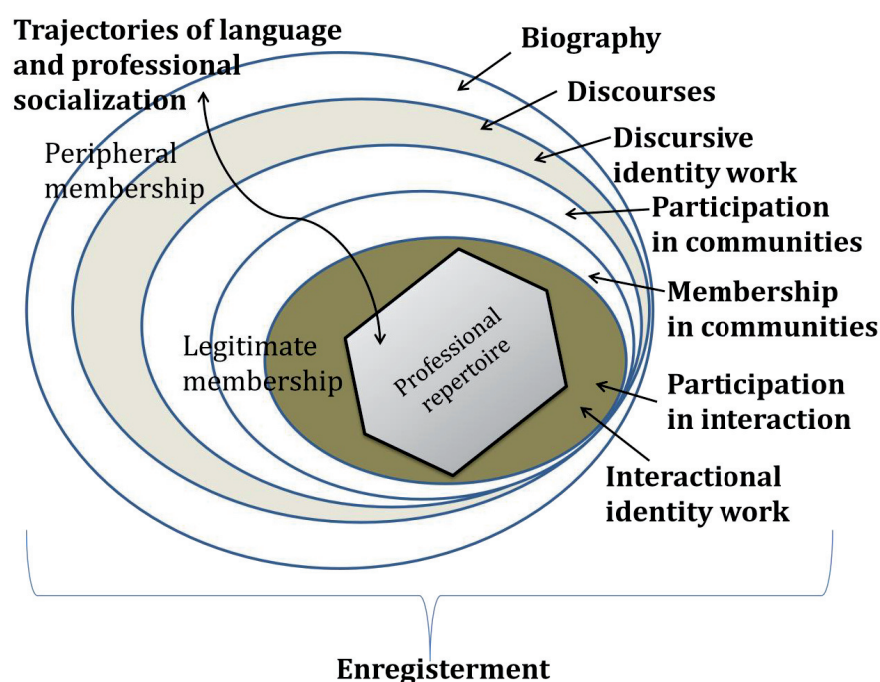 Trajectories of language
and professional
socialization
Biography
Discourses
Discursive
identity work
Peripheral
membership
Participation
in communities
Membership
in communities
Legitimate
membership
Professional
repertoire
Participation
in interaction
Interactional
identity work
Enregisterment